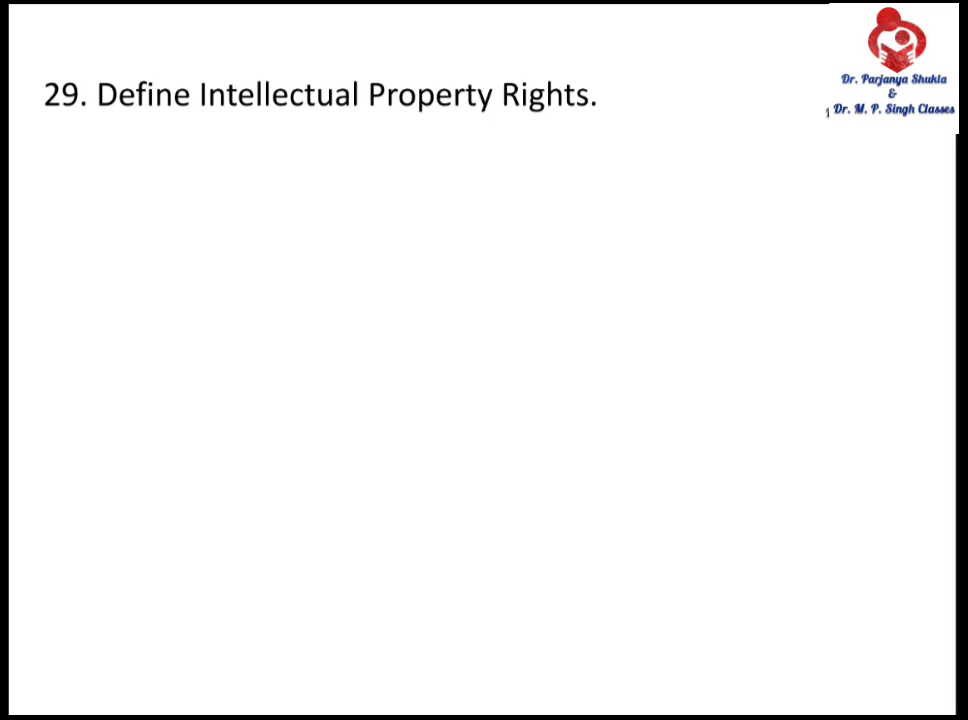 29. Define Intellectual Property Rights.
Dr. Parjanya Shukla
&
Dr. M. P. Singh Classes